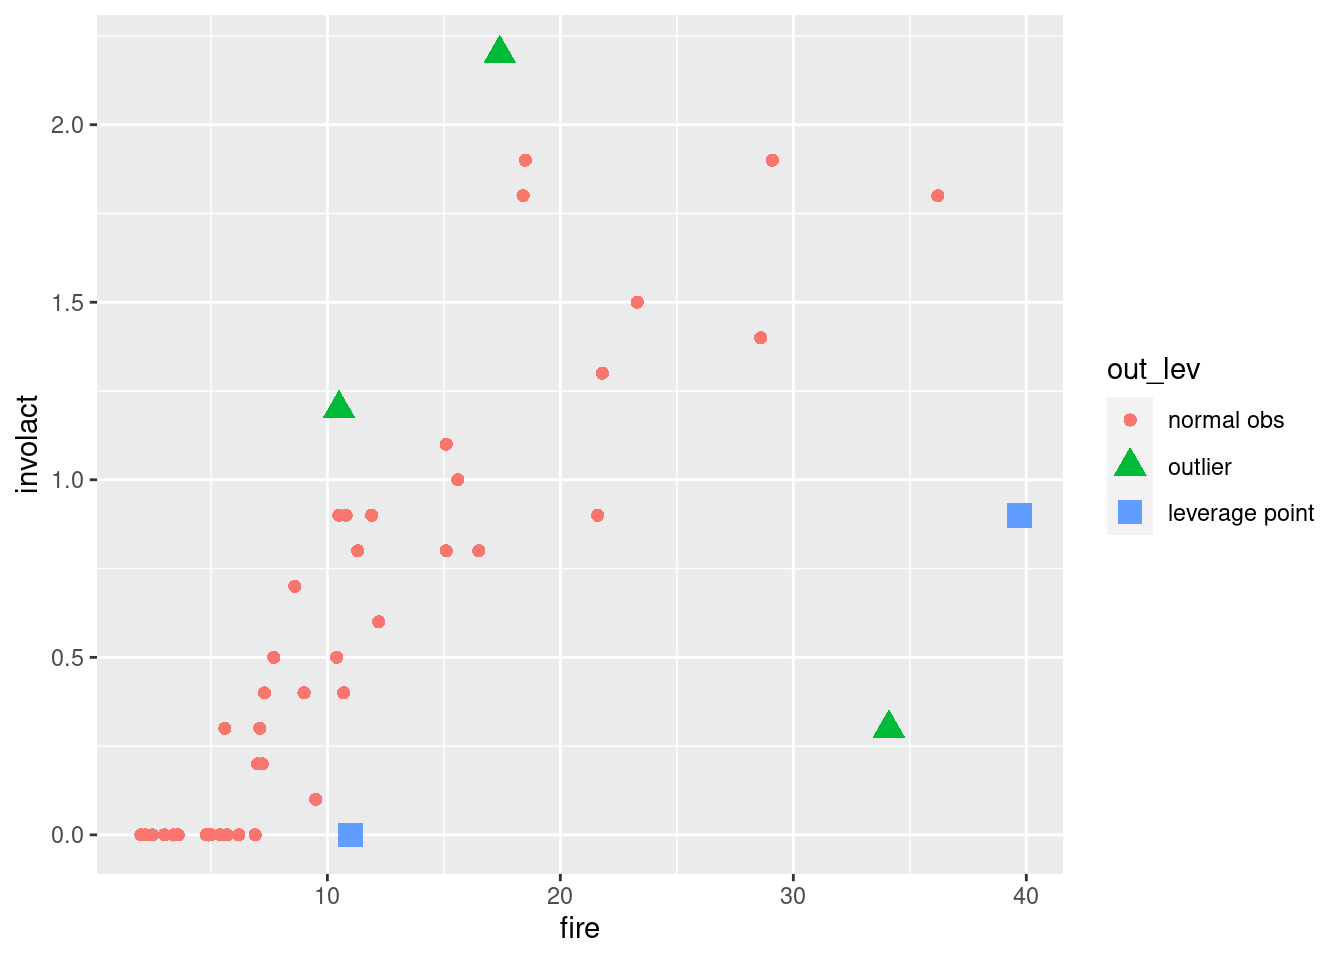 2.0
1.5
1.0
0.5
0.0
involact
10 20 30 40
fire
out_lev
normal obs
outlier
leverage point